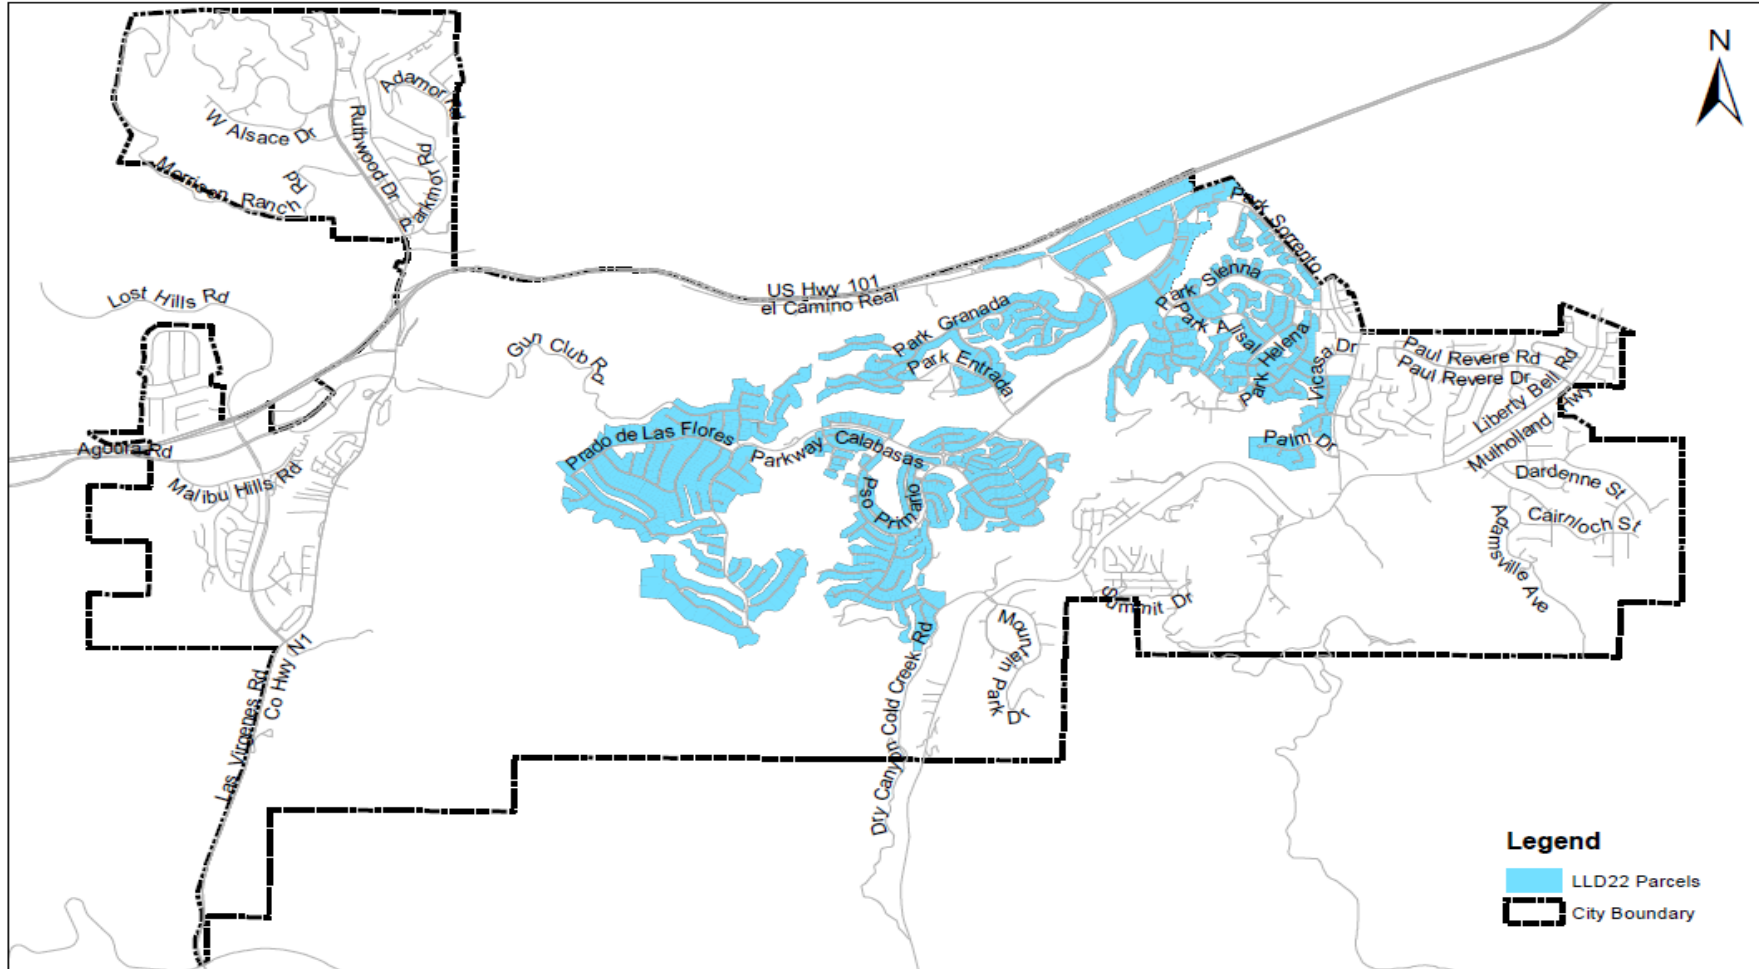 N
Adamor Rd
W Alsace Dr
Ruthwood Dr
Parkmor Rd
Morrison Ranch
Rd
Park Sorrento
Lost Hills Rd
US Hwy 101
el Camino Real
Park Sienna
Park Granada
Park Alisal
Park Helena
Park Entrada
Gun Club Rd
Vicasa Dr
Paul Revere Rd
Paul Revere Dr
Liberty Bell Rd
Mulholland Hwy
Prado de Las Flores
Parkway Calabasas
Palm Dr
Agoura Rd
Malibu Hills Rd
Pso Primario
Dardenne St
Cairnloch St
Adamsville Ave
Summit Dr
Mountain Park Dr
Las Virgenes Rd
Co Hwy N1
Dry Canyon Cold Creek Rd
Legend
LLD22 Parcels
City Boundary